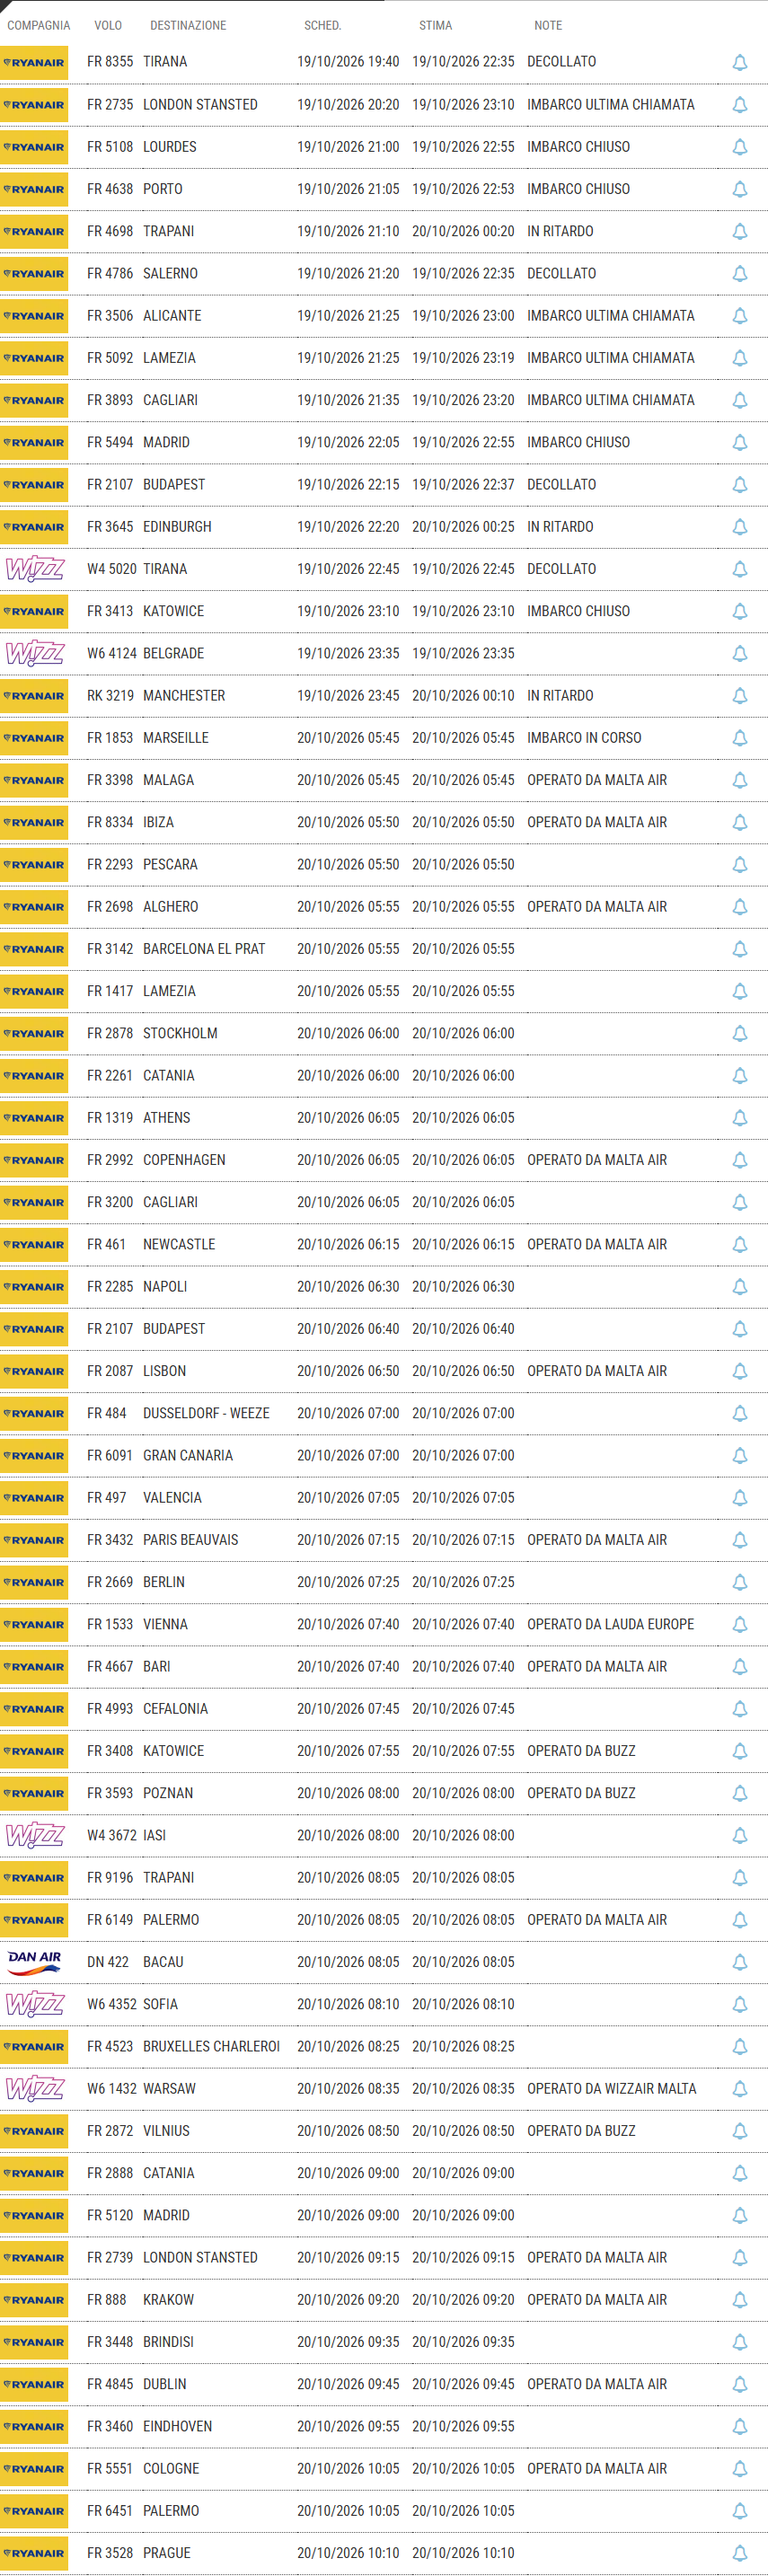 COMPAGNIA VOLO DESTINAZIONE SCHED. STIMA NOTE
RYANAIR FR 8355 TIRANA 19/10/2026 19:40 19/10/2026 22:35 DECOLLATO
RYANAIR FR 2735 LONDON STANSTED 19/10/2026 20:20 19/10/2026 23:10 IMBARCO ULTIMA CHIAMATA
RYANAIR FR 5108 LOURDES 19/10/2026 21:00 19/10/2026 22:55 IMBARCO CHIUSO
RYANAIR FR 4638 PORTO 19/10/2026 21:05 19/10/2026 22:53 IMBARCO CHIUSO
RYANAIR FR 4698 TRAPANI 19/10/2026 21:10 20/10/2026 00:20 IN RITARDO
RYANAIR FR 4786 SALERNO 19/10/2026 21:20 19/10/2026 22:35 DECOLLATO
RYANAIR FR 3506 ALICANTE 19/10/2026 21:25 19/10/2026 23:00 IMBARCO ULTIMA CHIAMATA
RYANAIR FR 5092 LAMEZIA 19/10/2026 21:25 19/10/2026 23:19 IMBARCO ULTIMA CHIAMATA
RYANAIR FR 3893 CAGLIARI 19/10/2026 21:35 19/10/2026 23:20 IMBARCO ULTIMA CHIAMATA
RYANAIR FR 5494 MADRID 19/10/2026 22:05 19/10/2026 22:55 IMBARCO CHIUSO
RYANAIR FR 2107 BUDAPEST 19/10/2026 22:15 19/10/2026 22:37 DECOLLATO
RYANAIR FR 3645 EDINBURGH 19/10/2026 22:20 20/10/2026 00:25 IN RITARDO
WIZZ W4 5020 TIRANA 19/10/2026 22:45 19/10/2026 22:45 DECOLLATO
RYANAIR FR 3413 KATOWICE 19/10/2026 23:10 19/10/2026 23:10 IMBARCO CHIUSO
WIZZ W6 4124 BELGRADE 19/10/2026 23:35 19/10/2026 23:35
RYANAIR RK 3219 MANCHESTER 19/10/2026 23:45 20/10/2026 00:10 IN RITARDO
RYANAIR FR 1853 MARSEILLE 20/10/2026 05:45 20/10/2026 05:45 IMBARCO IN CORSO
RYANAIR FR 3398 MALAGA 20/10/2026 05:45 20/10/2026 05:45 OPERATO DA MALTA AIR
RYANAIR FR 8334 IBIZA 20/10/2026 05:50 20/10/2026 05:50 OPERATO DA MALTA AIR
RYANAIR FR 2293 PESCARA 20/10/2026 05:50 20/10/2026 05:50
RYANAIR FR 2698 ALGHERO 20/10/2026 05:55 20/10/2026 05:55 OPERATO DA MALTA AIR
RYANAIR FR 3142 BARCELONA EL PRAT 20/10/2026 05:55 20/10/2026 05:55
RYANAIR FR 1417 LAMEZIA 20/10/2026 05:55 20/10/2026 05:55
RYANAIR FR 2878 STOCKHOLM 20/10/2026 06:00 20/10/2026 06:00
RYANAIR FR 2261 CATANIA 20/10/2026 06:00 20/10/2026 06:00
RYANAIR FR 1319 ATHENS 20/10/2026 06:05 20/10/2026 06:05
RYANAIR FR 2992 COPENHAGEN 20/10/2026 06:05 20/10/2026 06:05 OPERATO DA MALTA AIR
RYANAIR FR 3200 CAGLIARI 20/10/2026 06:05 20/10/2026 06:05
RYANAIR FR 461 NEWCASTLE 20/10/2026 06:15 20/10/2026 06:15 OPERATO DA MALTA AIR
RYANAIR FR 2285 NAPOLI 20/10/2026 06:30 20/10/2026 06:30
RYANAIR FR 2107 BUDAPEST 20/10/2026 06:40 20/10/2026 06:40
RYANAIR FR 2087 LISBON 20/10/2026 06:50 20/10/2026 06:50 OPERATO DA MALTA AIR
RYANAIR FR 484 DUSSELDORF - WEEZE 20/10/2026 07:00 20/10/2026 07:00
RYANAIR FR 6091 GRAN CANARIA 20/10/2026 07:00 20/10/2026 07:00
RYANAIR FR 497 VALENCIA 20/10/2026 07:05 20/10/2026 07:05
RYANAIR FR 3432 PARIS BEAUVAIS 20/10/2026 07:15 20/10/2026 07:15 OPERATO DA MALTA AIR
RYANAIR FR 2669 BERLIN 20/10/2026 07:25 20/10/2026 07:25
RYANAIR FR 1533 VIENNA 20/10/2026 07:40 20/10/2026 07:40 OPERATO DA LAUDA EUROPE
RYANAIR FR 4667 BARI 20/10/2026 07:40 20/10/2026 07:40 OPERATO DA MALTA AIR
RYANAIR FR 4993 CEFALONIA 20/10/2026 07:45 20/10/2026 07:45
RYANAIR FR 3408 KATOWICE 20/10/2026 07:55 20/10/2026 07:55 OPERATO DA BUZZ
RYANAIR FR 3593 POZNAN 20/10/2026 08:00 20/10/2026 08:00 OPERATO DA BUZZ
WIZZ W4 3672 IASI 20/10/2026 08:00 20/10/2026 08:00
RYANAIR FR 9196 TRAPANI 20/10/2026 08:05 20/10/2026 08:05
RYANAIR FR 6149 PALERMO 20/10/2026 08:05 20/10/2026 08:05 OPERATO DA MALTA AIR
DAN AIR DN 422 BACAU 20/10/2026 08:05 20/10/2026 08:05
WIZZ W6 4352 SOFIA 20/10/2026 08:10 20/10/2026 08:10
RYANAIR FR 4523 BRUXELLES CHARLEROI 20/10/2026 08:25 20/10/2026 08:25
WIZZ W6 1432 WARSAW 20/10/2026 08:35 20/10/2026 08:35 OPERATO DA WIZZAIR MALTA
RYANAIR FR 2872 VILNIUS 20/10/2026 08:50 20/10/2026 08:50 OPERATO DA BUZZ
RYANAIR FR 2888 CATANIA 20/10/2026 09:00 20/10/2026 09:00
RYANAIR FR 5120 MADRID 20/10/2026 09:00 20/10/2026 09:00
RYANAIR FR 2739 LONDON STANSTED 20/10/2026 09:15 20/10/2026 09:15 OPERATO DA MALTA AIR
RYANAIR FR 888 KRAKOW 20/10/2026 09:20 20/10/2026 09:20 OPERATO DA MALTA AIR
RYANAIR FR 3448 BRINDISI 20/10/2026 09:35 20/10/2026 09:35
RYANAIR FR 4845 DUBLIN 20/10/2026 09:45 20/10/2026 09:45 OPERATO DA MALTA AIR
RYANAIR FR 3460 EINDHOVEN 20/10/2026 09:55 20/10/2026 09:55
RYANAIR FR 5551 COLOGNE 20/10/2026 10:05 20/10/2026 10:05 OPERATO DA MALTA AIR
RYANAIR FR 6451 PALERMO 20/10/2026 10:05 20/10/2026 10:05
RYANAIR FR 3528 PRAGUE 20/10/2026 10:10 20/10/2026 10:10